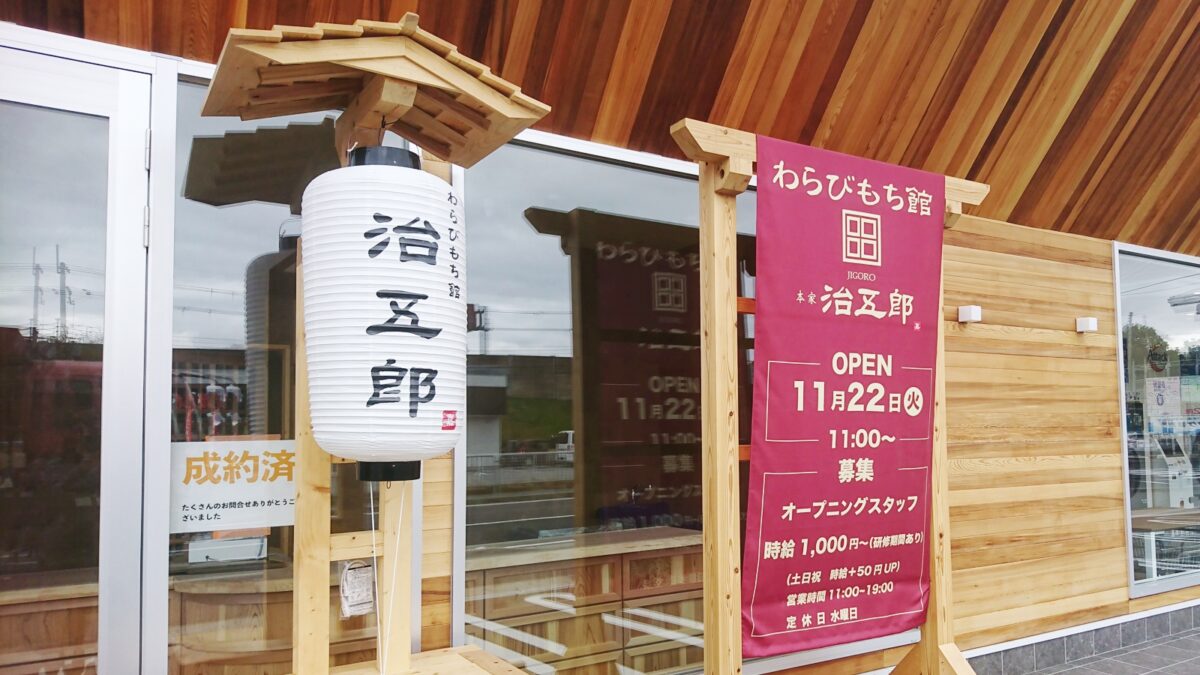 わらびもち館
治五郎
成約済
たくさんのお問合せありがとうご
ざいました
わらびもち館
JIGORO
本家 治五郎
OPEN
11月22日火
11:00~
募集
オープニングスタッフ
時給 1,000円~(研修期間あり)
(土日祝 時給+50円UP)
営業時間 11:00~19:00
定休日 水曜日